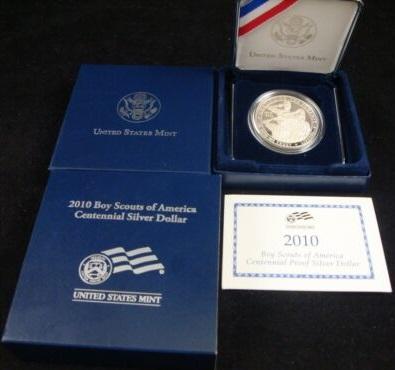 UNITED STATES MINT
UNITED STATES MINT
2010 Boy Scouts of America
Centennial Silver Dollar
UNITED STATES MINT
2010
Boy Scouts of America
Centennial Proof Silver Dollar